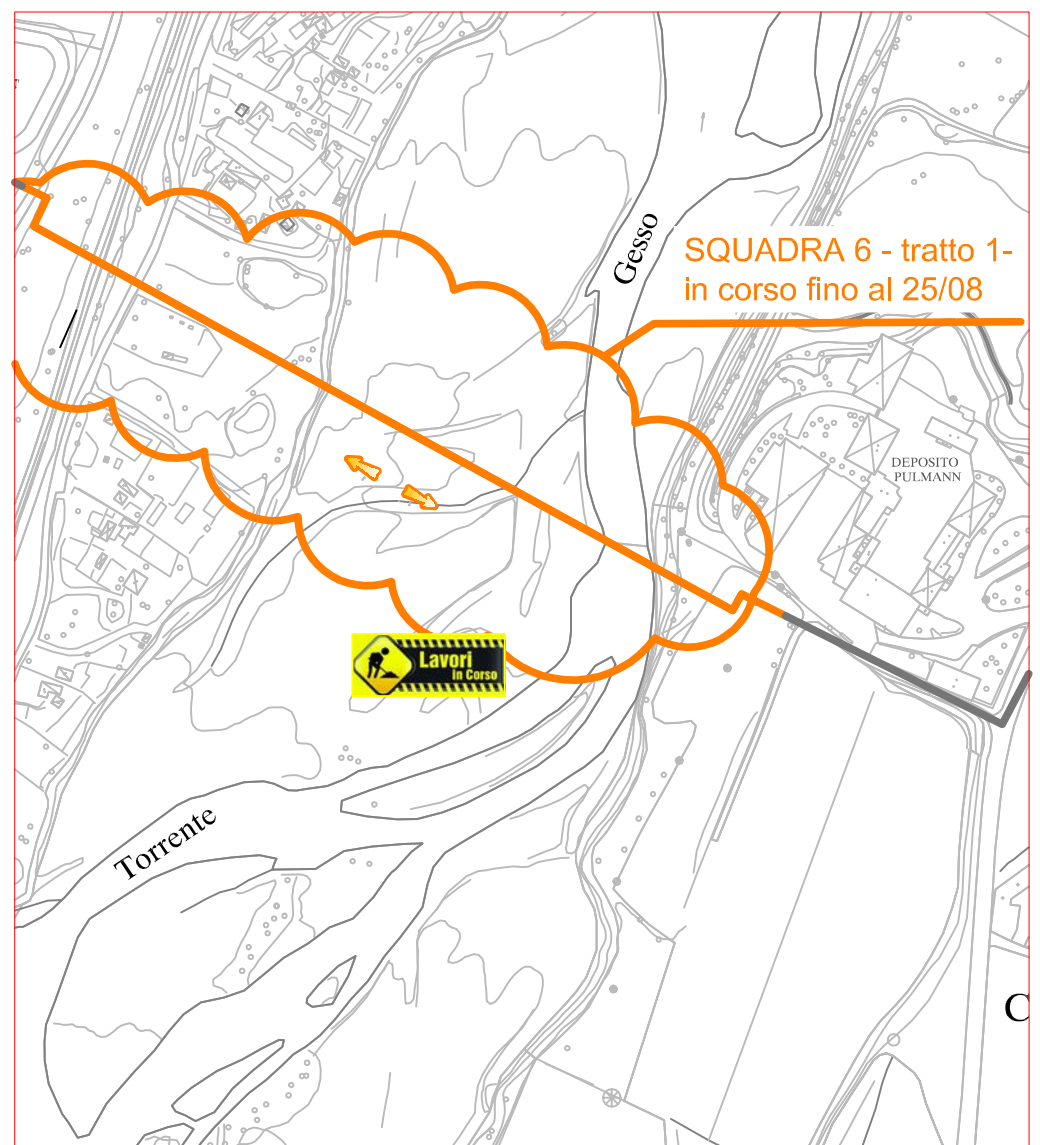 Gesso
SQUADRA 6 - tratto 1-
in corso fino al 25/08
DEPOSITO
PULMANN
Lavori
In Corso
Torrente
C